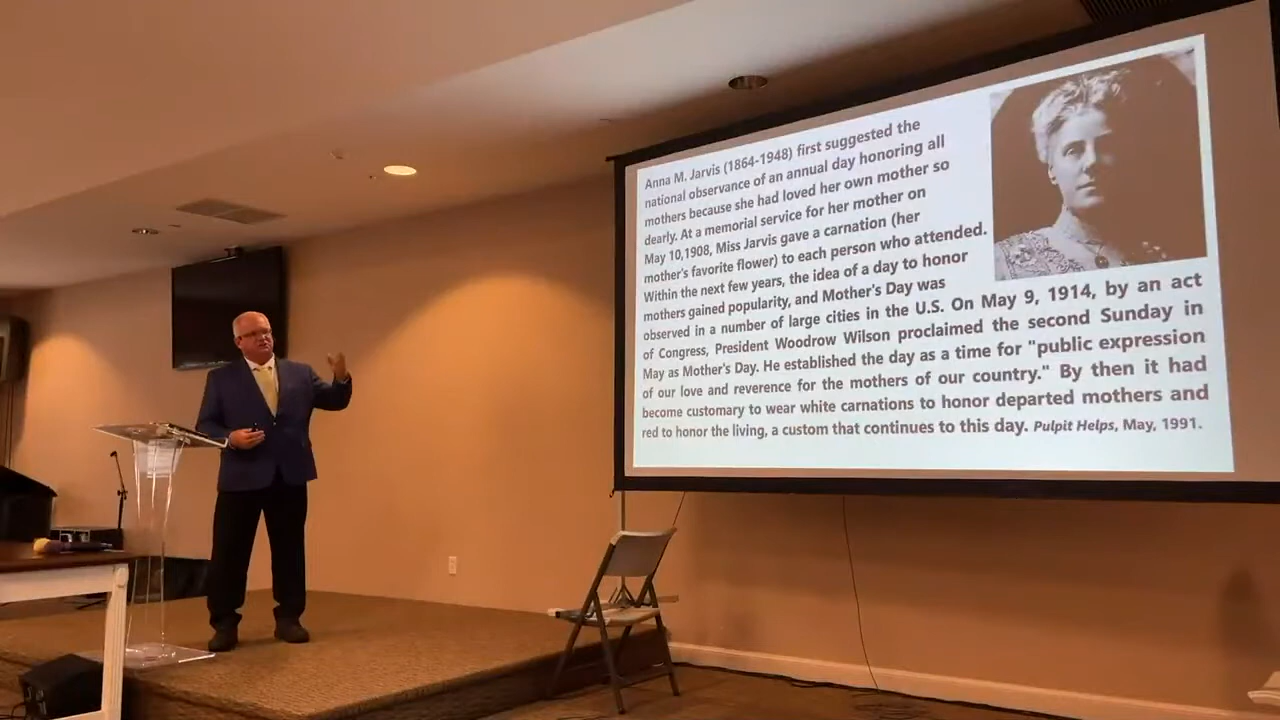 Anna M. Jarvis (1864-1948) first suggested the
national observance of an annual day honoring all
mothers because she had loved her own mother so
dearly. At a memorial service for her mother on
May 10,1908, Miss Jarvis gave a carnation (her
mother's favorite flower) to each person who attended.
Within the next few years, the idea of a day to honor
mothers gained popularity, and Mother's Day was
observed in a number of large cities in the U.S. On May 9, 1914, by an act
of Congress, President Woodrow Wilson proclaimed the second Sunday in
May as Mother's Day. He established the day as a time for "public expression
of our love and reverence for the mothers of our country." By then it had
become customary to wear white carnations to honor departed mothers and
red to honor the living, a custom that continues to this day. Pulpit Helps, May, 1991.